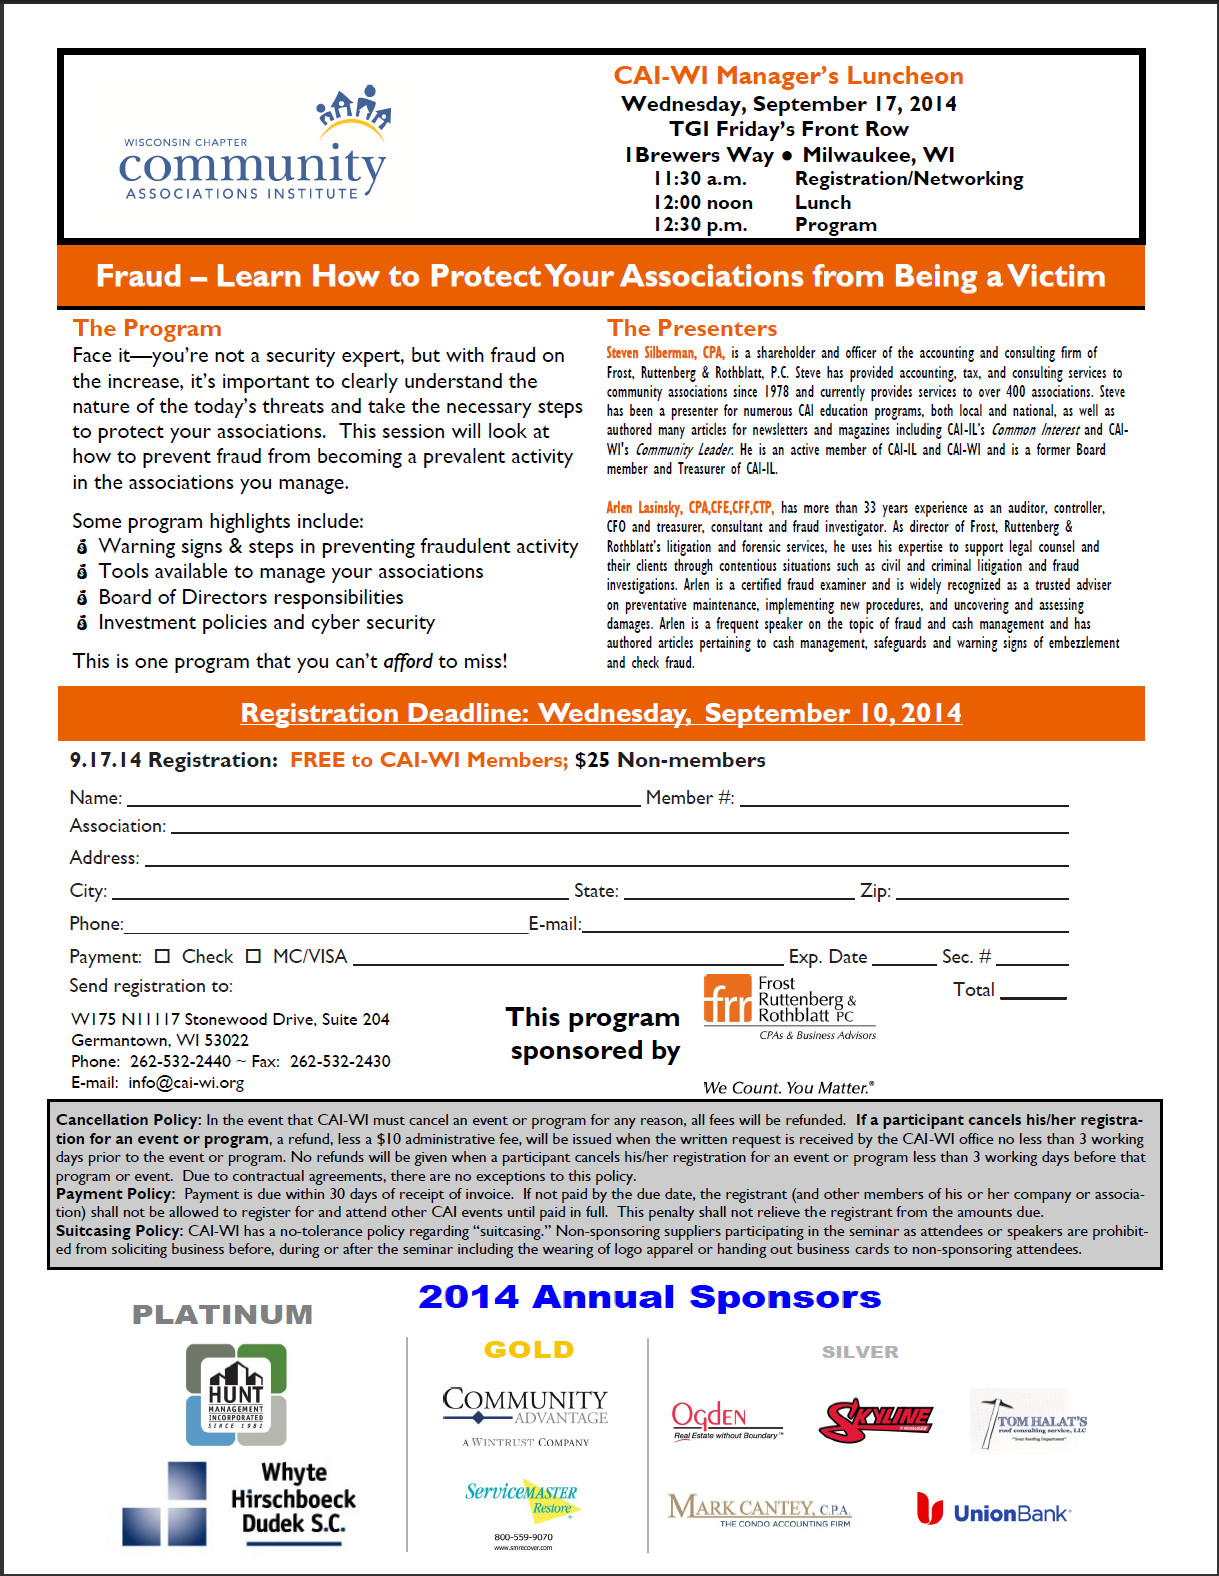 WISCONSIN CHAPTER
community
ASSOCIATIONS INSTITUTE
CAI-WI Manager's Luncheon
Wednesday, September 17, 2014
TGI Friday's Front Row
1Brewers Way ● Milwaukee, WI
11:30 a.m. Registration/Networking
12:00 noon Lunch
12:30 p.m. Program
Fraud – Learn How to Protect Your Associations from Being a Victim
The Program
Face it—you're not a security expert, but with fraud on
the increase, it's important to clearly understand the
nature of the today's threats and take the necessary steps
to protect your associations. This session will look at
how to prevent fraud from becoming a prevalent activity
in the associations you manage.
Some program highlights include:
Warning signs & steps in preventing fraudulent activity
Tools available to manage your associations
Board of Directors responsibilities
Investment policies and cyber security
This is one program that you can't afford to miss!
The Presenters
Steven Silberman, CPA, is a shareholder and officer of the accounting and consulting firm of
Frost, Ruttenberg & Rothblatt, P.C. Steve has provided accounting, tax, and consulting services to
community associations since 1978 and currently provides services to over 400 associations. Steve
has been a presenter for numerous CAI education programs, both local and national, as well as
authored many articles for newsletters and magazines including CAI-IL's Common Interest and CAI-
WI's Community Leader. He is an active member of CAI-IL and CAI-WI and is a former Board
member and Treasurer of CAI-IL.
Arlen Lasinsky, CPA,CFE,CFF,CTP, has more than 33 years experience as an auditor, controller,
CFO and treasurer, consultant and fraud investigator. As director of Frost, Ruttenberg &
Rothblatt's litigation and forensic services, he uses his expertise to support legal counsel and
their clients through contentious situations such as civil and criminal litigation and fraud
investigations. Arlen is a certified fraud examiner and is widely recognized as a trusted adviser
on preventative maintenance, implementing new procedures, and uncovering and assessing
damages. Arlen is a frequent speaker on the topic of fraud and cash management and has
authored articles pertaining to cash management, safeguards and warning signs of embezzlement
and check fraud.
Registration Deadline: Wednesday, September 10, 2014
9.17.14 Registration: FREE to CAI-WI Members; $25 Non-members
Name: Member #:
Association:
Address:
City: State: Zip:
Phone: E-mail:
Payment: ☐ Check ☐ MC/VISA Exp. Date Sec. #
Total
Send registration to:
W175 N11117 Stonewood Drive, Suite 204
Germantown, WI 53022
Phone: 262-532-2440 ~ Fax: 262-532-2430
E-mail: info@cai-wi.org
This program
sponsored by
frr
Frost
Ruttenberg &
Rothblatt PC
CPAs & Business Advisors
We Count. You Matter.®
Cancellation Policy: In the event that CAI-WI must cancel an event or program for any reason, all fees will be refunded. If a participant cancels his/her registra-
tion for an event or program, a refund, less a $10 administrative fee, will be issued when the written request is received by the CAI-WI office no less than 3 working
days prior to the event or program. No refunds will be given when a participant cancels his/her registration for an event or program less than 3 working days before that
program or event. Due to contractual agreements, there are no exceptions to this policy.
Payment Policy: Payment is due within 30 days of receipt of invoice. If not paid by the due date, the registrant (and other members of his or her company or associa-
tion) shall not be allowed to register for and attend other CAI events until paid in full. This penalty shall not relieve the registrant from the amounts due.
Suitcasing Policy: CAI-WI has a no-tolerance policy regarding “suitcasing.” Non-sponsoring suppliers participating in the seminar as attendees or speakers are prohibit-
ed from soliciting business before, during or after the seminar including the wearing of logo apparel or handing out business cards to non-sponsoring attendees.
2014 Annual Sponsors
PLATINUM
HUNT
MANAGEMENT
INCORPORATED
SINCE 1981
Whyte
Hirschboeck
Dudek S.C.
GOLD
COMMUNITY
ADVANTAGE
A WINTRUST COMPANY
ServiceMASTER
Restore
800-559-9070
www.smrecover.com
SILVER
Ogden
Real Estate without Boundary™
SKYLINE
TOM HALAT'S
roof consulting service, LLC
"Your Roofing Department"
MARK CANTEY, C.P.A.
THE CONDO ACCOUNTING FIRM
UnionBank®